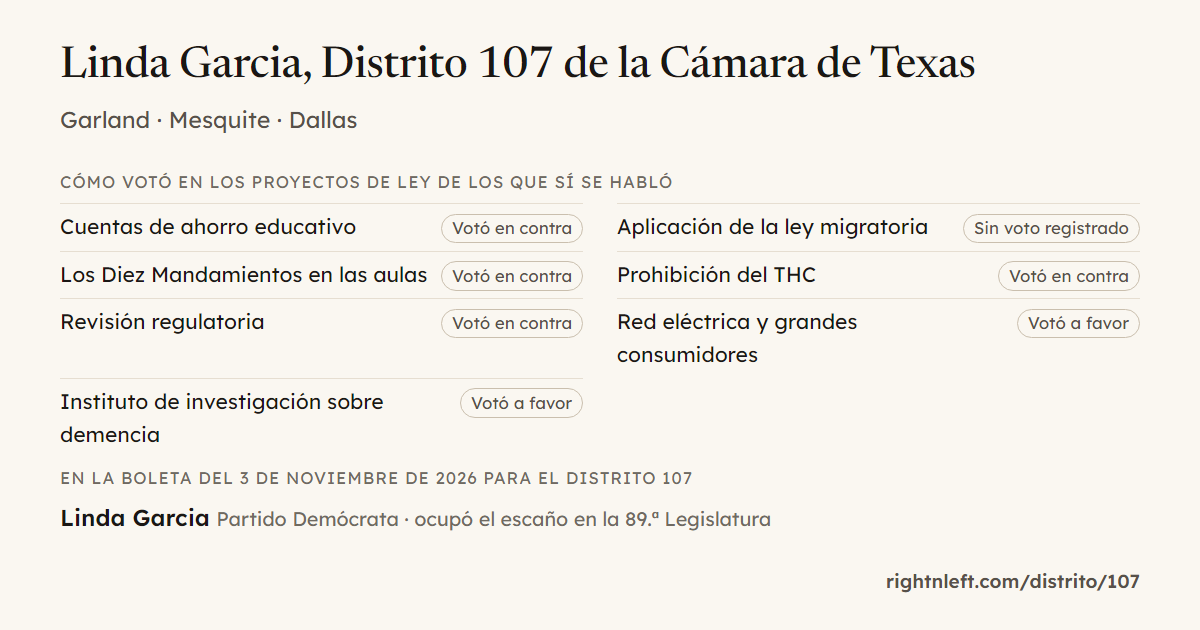 Linda Garcia, Distrito 107 de la Cámara de Texas
Garland · Mesquite · Dallas
CÓMO VOTÓ EN LOS PROYECTOS DE LEY DE LOS QUE SÍ SE HABLÓ
Cuentas de ahorro educativo Votó en contra
Aplicación de la ley migratoria Sin voto registrado
Los Diez Mandamientos en las aulas Votó en contra
Prohibición del THC Votó en contra
Revisión regulatoria Votó en contra
Red eléctrica y grandes Votó a favor
consumidores
Instituto de investigación sobre Votó a favor
demencia
EN LA BOLETA DEL 3 DE NOVIEMBRE DE 2026 PARA EL DISTRITO 107
Linda Garcia Partido Demócrata · ocupó el escaño en la 89.ª Legislatura
rightnleft.com/distrito/107